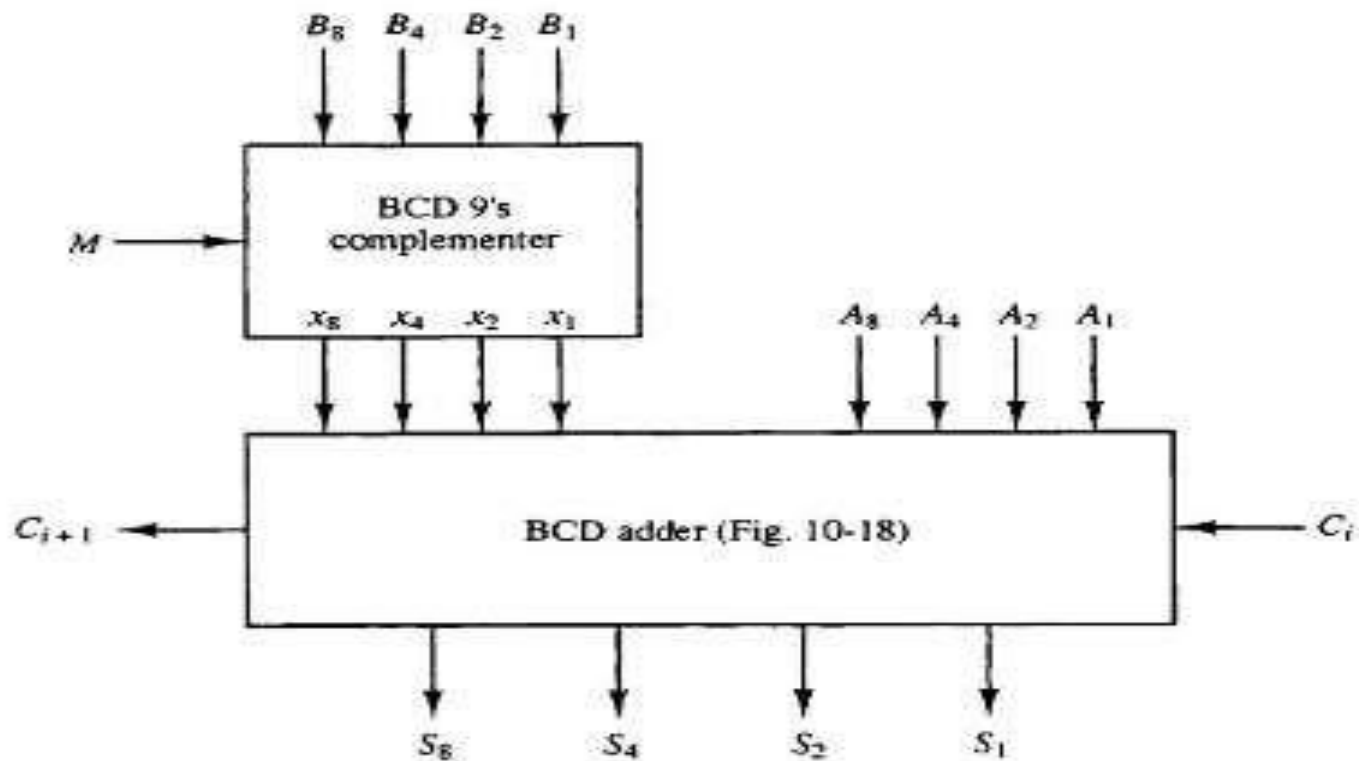 B₈ B₄ B₂ B₁
BCD 9's
complementer
M
x₈ x₄ x₂ x₁
A₈ A₄ A₂ A₁
Cᵢ₊₁
BCD adder (Fig. 10-18)
Cᵢ
S₈ S₄ S₂ S₁